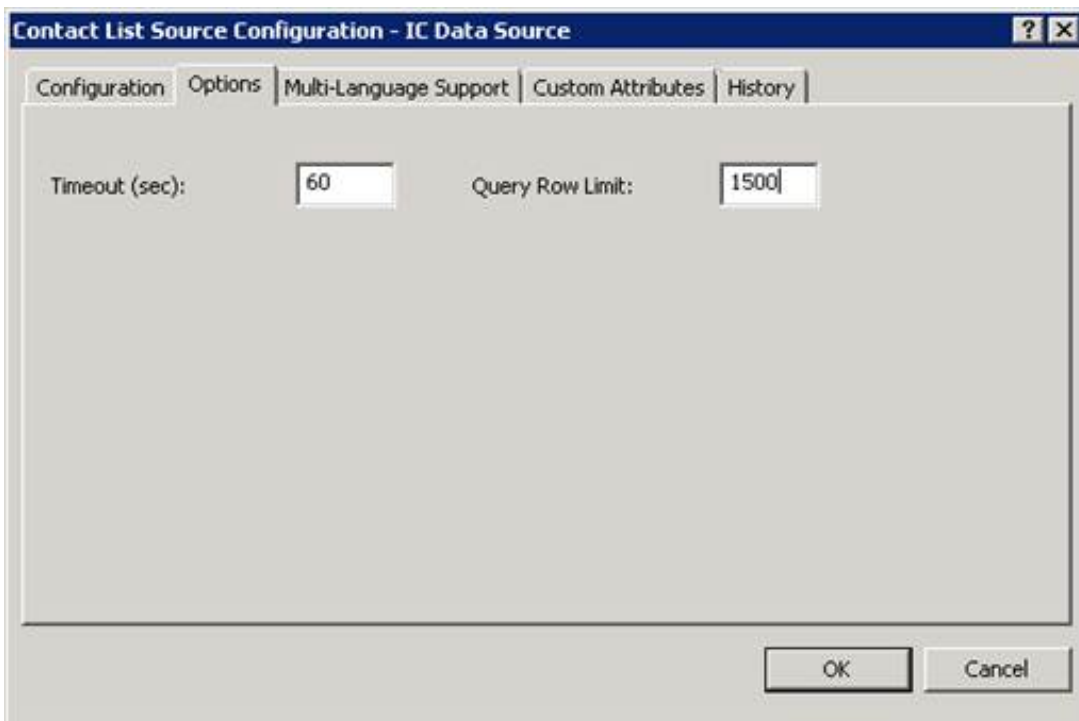 Contact List Source Configuration - IC Data Source ? X
Configuration Options Multi-Language Support Custom Attributes History
Timeout (sec): 60 Query Row Limit: 1500
OK Cancel